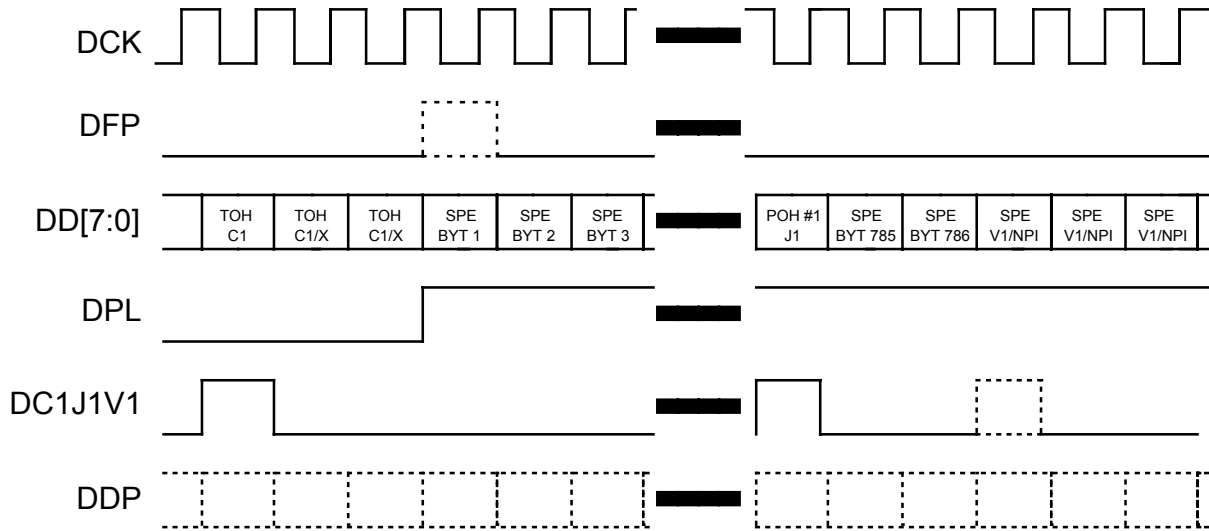 DCK
DFP
DD[7:0]
TOH C1
TOH C1/X
TOH C1/X
SPE BYT 1
SPE BYT 2
SPE BYT 3
POH #1 J1
SPE BYT 785
SPE BYT 786
SPE V1/NPI
SPE V1/NPI
SPE V1/NPI
DPL
DC1J1V1
DDP